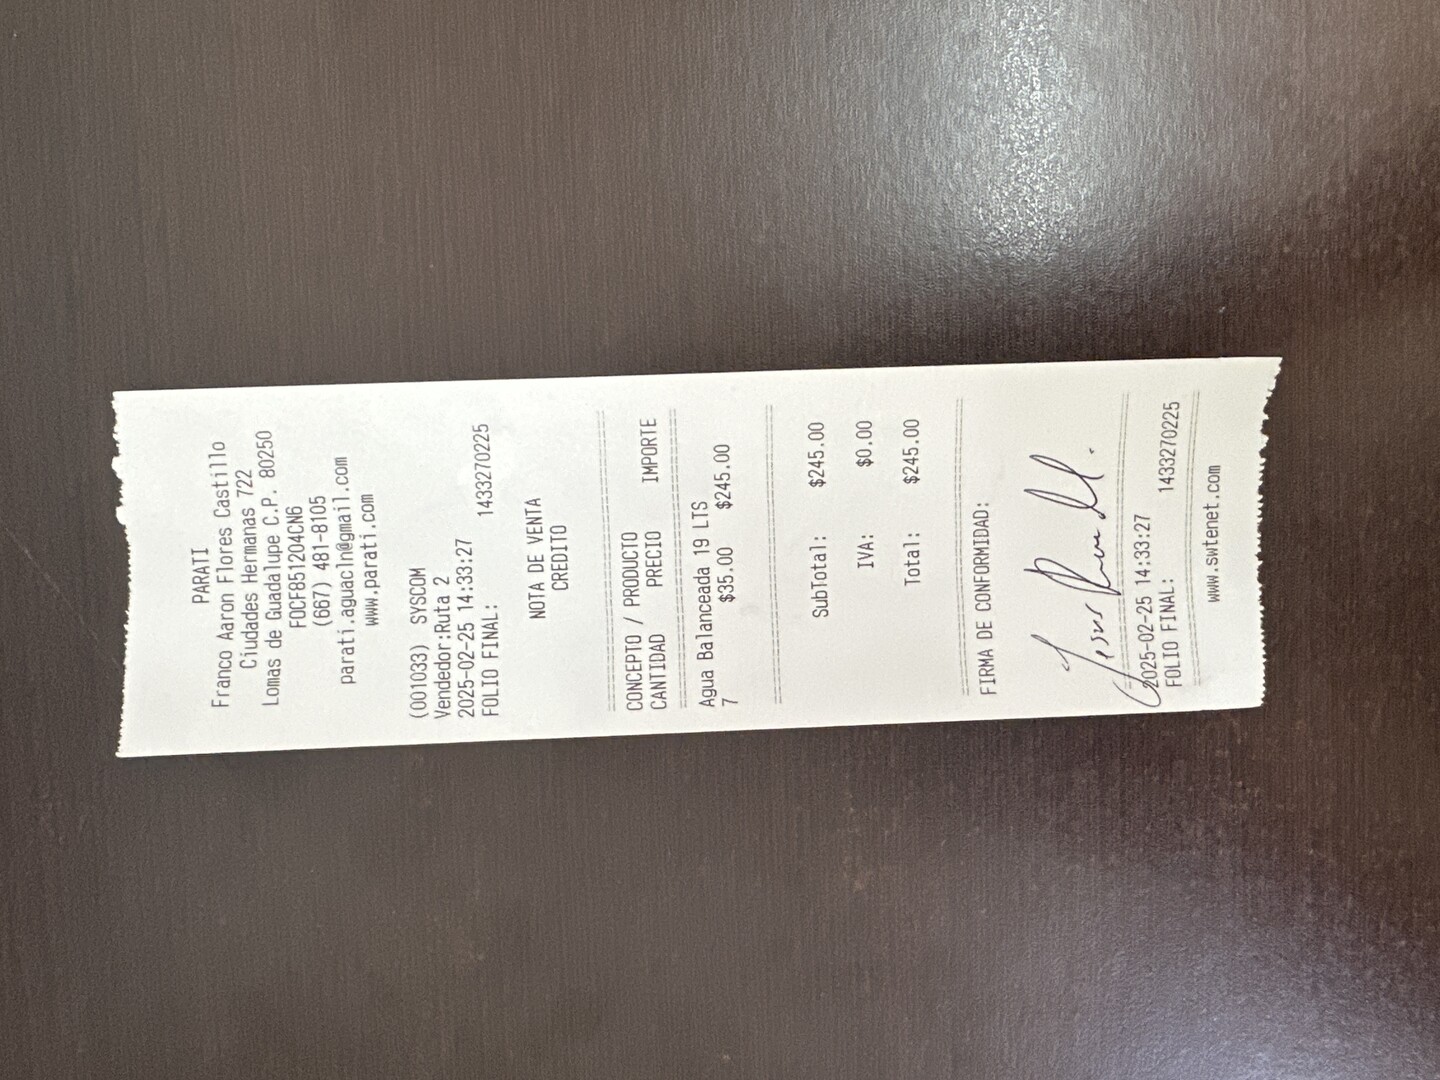 PARATI
Franco Aaron Flores Castillo
Ciudades Hermanas 722
Lomas de Guadalupe C.P. 80250
FOCF851204CN6
(667) 481-8105
parati.aguacln@gmail.com
www.parati.com
(001033) SYSCOM
Vendedor:Ruta 2
2025-02-25 14:33:27
FOLIO FINAL: 1433270225
NOTA DE VENTA
CREDITO
CONCEPTO / PRODUCTO
CANTIDAD PRECIO IMPORTE
Agua Balanceada 19 LTS
7 $35.00 $245.00
SubTotal: $245.00
IVA: $0.00
Total: $245.00
FIRMA DE CONFORMIDAD:
Jesus
2025-02-25 14:33:27
FOLIO FINAL: 1433270225
www.swtenet.com